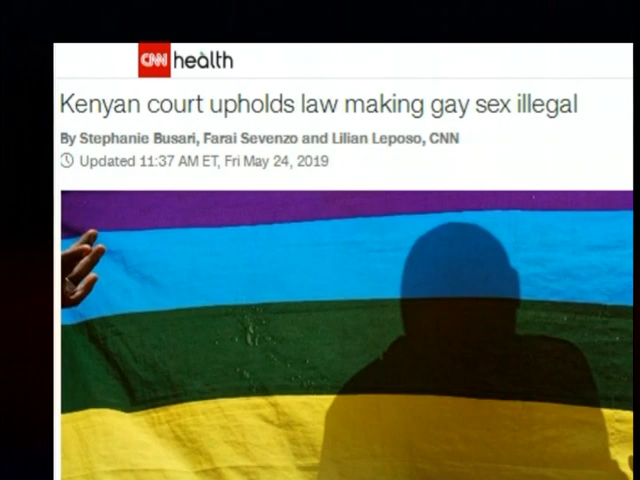 CNN health
Kenyan court upholds law making gay sex illegal
By Stephanie Busari, Farai Sevenzo and Lilian Leposo, CNN
Updated 11:37 AM ET, Fri May 24, 2019